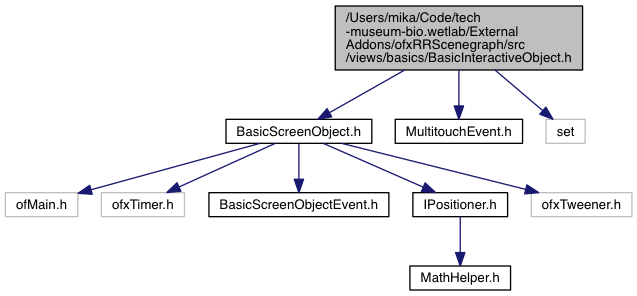 /Users/mika/Code/tech
-museum-bio.wetlab/External
Addons/ofxRRScenegraph/src
/views/basics/BasicInteractiveObject.h
BasicScreenObject.h
MultitouchEvent.h
set
ofMain.h
ofxTimer.h
BasicScreenObjectEvent.h
IPositioner.h
ofxTweener.h
MathHelper.h